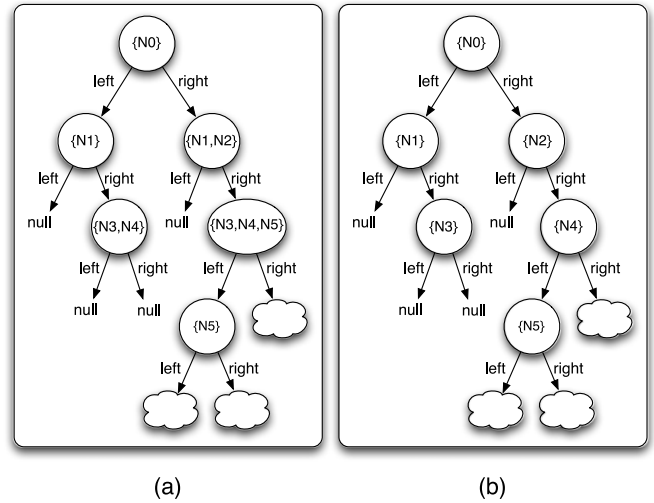 {N0}
left
right
{N1}
{N1,N2}
left
right
left
right
null
{N3,N4}
null
{N3,N4,N5}
left
right
left
right
null
null
{N5}
left
right
(a)
{N0}
left
right
{N1}
{N2}
left
right
left
right
null
{N3}
null
{N4}
left
right
left
right
null
null
{N5}
left
right
(b)